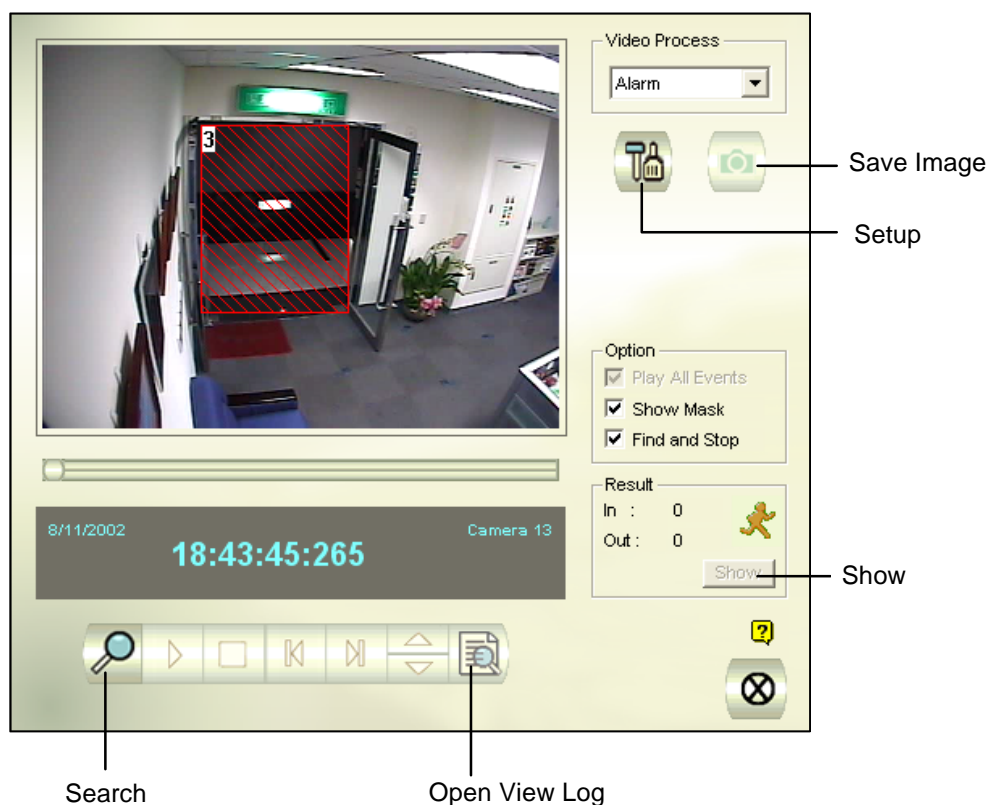 Video Process
Alarm
3
Save Image
Setup
Option
Play All Events
Show Mask
Find and Stop
Result
In : 0
Out : 0
Show
Show
8/11/2002
Camera 13
18:43:45:265
?
Search
Open View Log